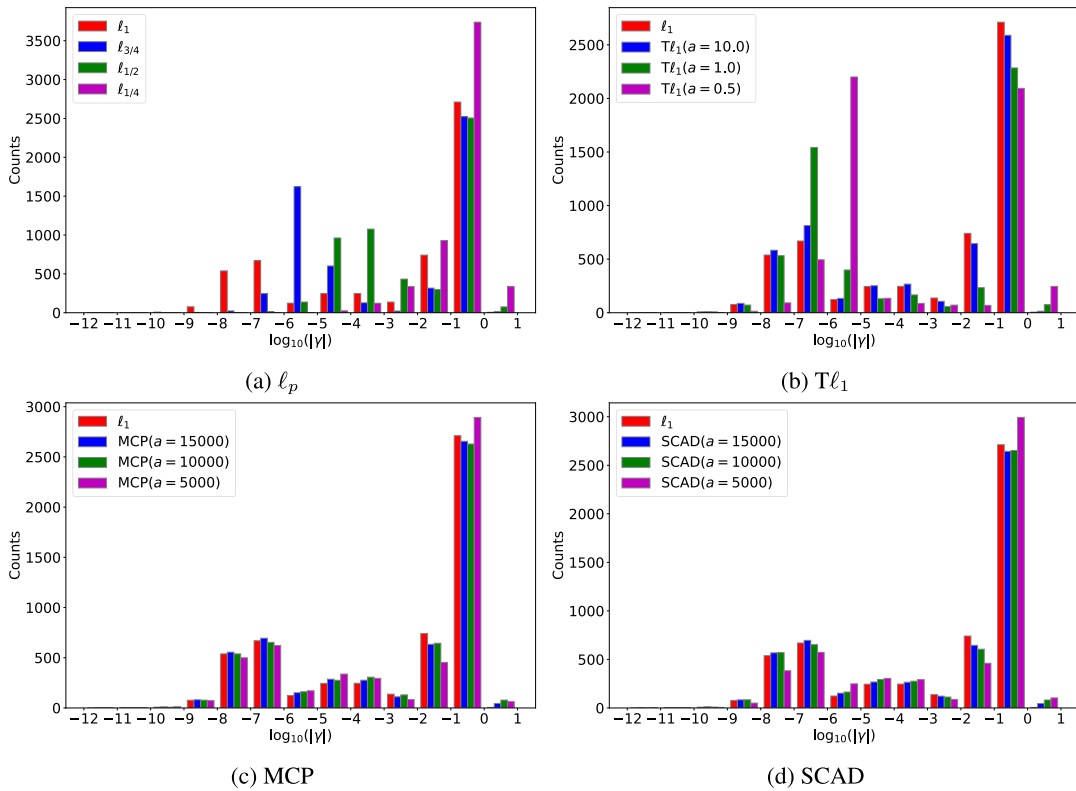 3500
3000
2500
2000
1500
1000
500
0
Counts
ℓ₁
ℓ₃/₄
ℓ₁/₂
ℓ₁/₄
−12 −11 −10 −9 −8 −7 −6 −5 −4 −3 −2 −1 0 1
log₁₀(|γ|)
(a) ℓₚ
2500
2000
1500
1000
500
0
Counts
ℓ₁
Tℓ₁(a = 10.0)
Tℓ₁(a = 1.0)
Tℓ₁(a = 0.5)
−12 −11 −10 −9 −8 −7 −6 −5 −4 −3 −2 −1 0 1
log₁₀(|γ|)
(b) Tℓ₁
3000
2500
2000
1500
1000
500
0
Counts
ℓ₁
MCP(a = 15000)
MCP(a = 10000)
MCP(a = 5000)
−12 −11 −10 −9 −8 −7 −6 −5 −4 −3 −2 −1 0 1
log₁₀(|γ|)
(c) MCP
3000
2500
2000
1500
1000
500
0
Counts
ℓ₁
SCAD(a = 15000)
SCAD(a = 10000)
SCAD(a = 5000)
−12 −11 −10 −9 −8 −7 −6 −5 −4 −3 −2 −1 0 1
log₁₀(|γ|)
(d) SCAD